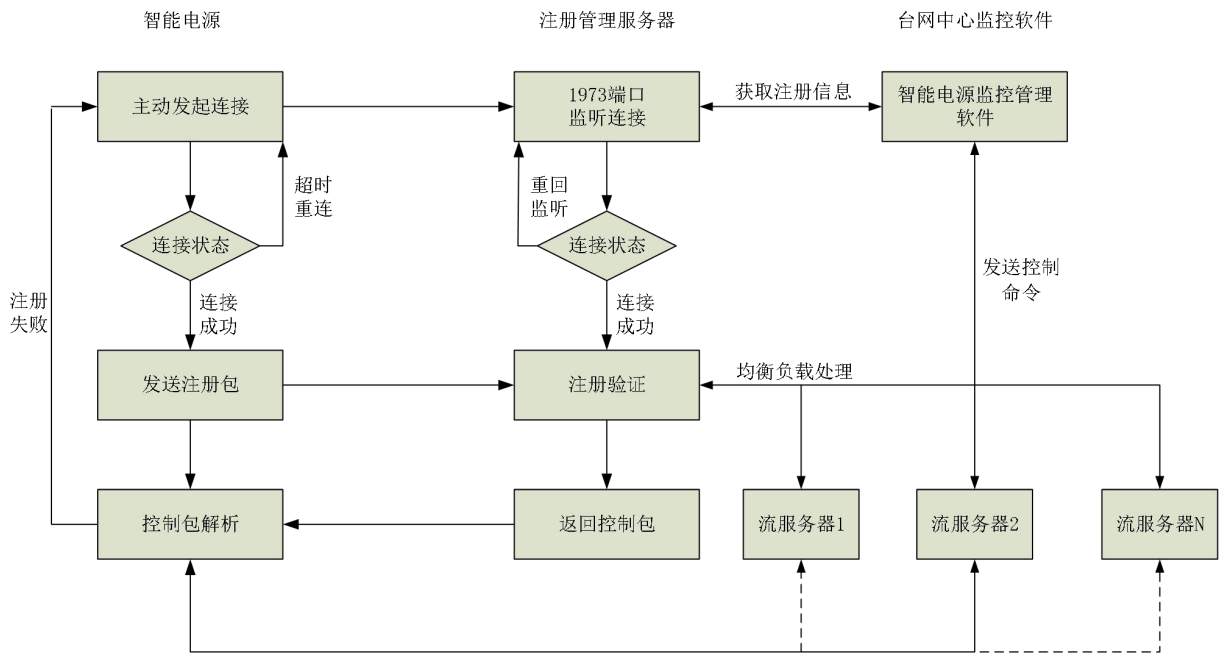 智能电源
注册管理服务器
台网中心监控软件
主动发起连接
1973端口
监听连接
获取注册信息
智能电源监控管理
软件
超时
重连
重回
监听
连接状态
连接状态
发送控制
命令
注册
失败
连接
成功
连接
成功
发送注册包
注册验证
均衡负载处理
控制包解析
返回控制包
流服务器1
流服务器2
流服务器N